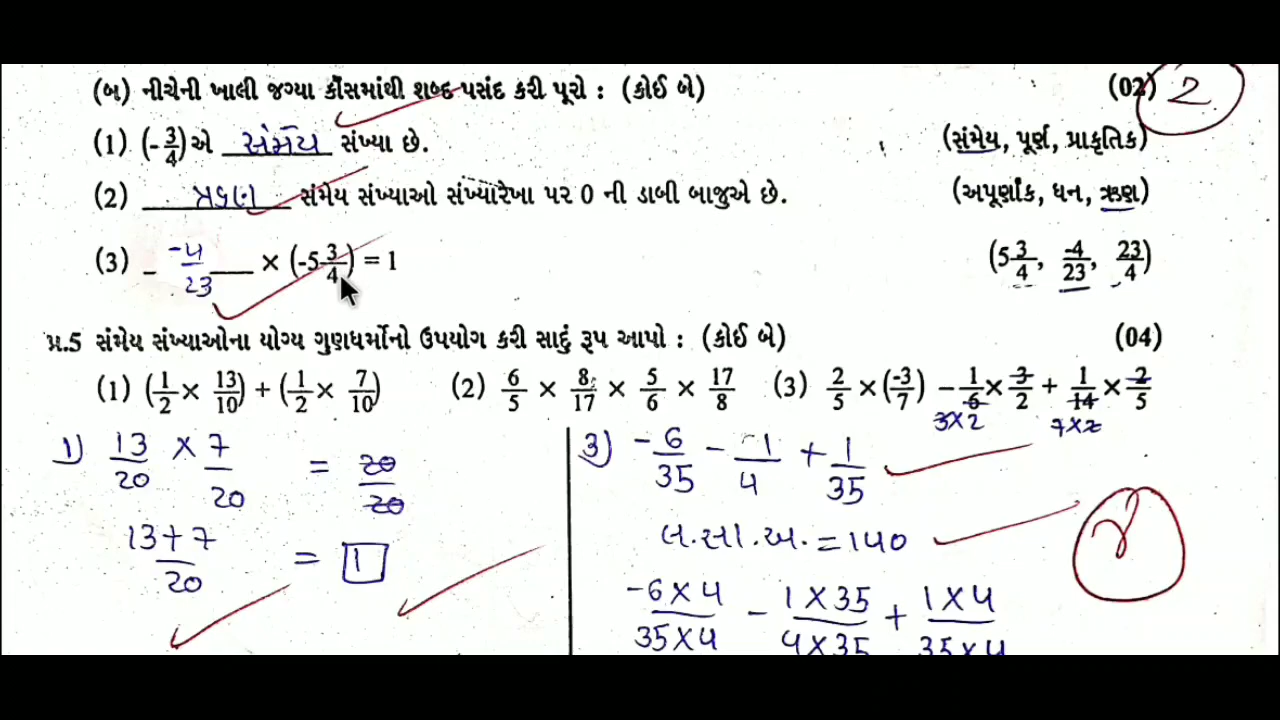 (બ) નીચેની ખાલી જગ્યા કૌંસમાંથી શબ્દ પસંદ કરી પૂરો : (કોઈ બે) (02) 2
(1) (-3/4) એ સંમેય સંખ્યા છે. (સંમેય, પૂર્ણ, પ્રાકૃતિક)
(2) ઋણ સંમેય સંખ્યાઓ સંખ્યારેખા પર 0 ની ડાબી બાજુએ છે. (અપૂર્ણાંક, ધન, ઋણ)
(3) -4/23 × (-5 3/4) = 1 (5 3/4, -4/23, 23/4)
પ્ર.5 સંમેય સંખ્યાઓના યોગ્ય ગુણધર્મોનો ઉપયોગ કરી સાદું રૂપ આપો : (કોઈ બે) (04)
(1) (1/2 × 13/10) + (1/2 × 7/10) (2) 6/5 × 8/17 × 5/6 × 17/8 (3) 2/5 × (-3/7) - 1/6 × 3/2 + 1/14 × 2/5
3×2 7×2
1) 13/20 × 7/20 = 20/20
13+7/20 = 1
3) -6/35 - 1/4 + 1/35
લ.સા.અ. = 140
-6×4/35×4 - 1×35/4×35 + 1×4/35×4